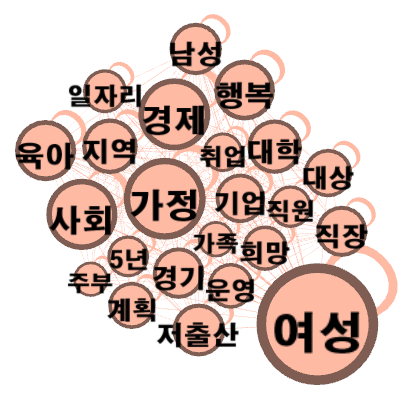 남성
일자리
행복
경제
육아
지역
취업
대학
대상
가정
기업
직원
사회
직장
가족
희망
5년
주부
경기
운영
계획
저출산
여성